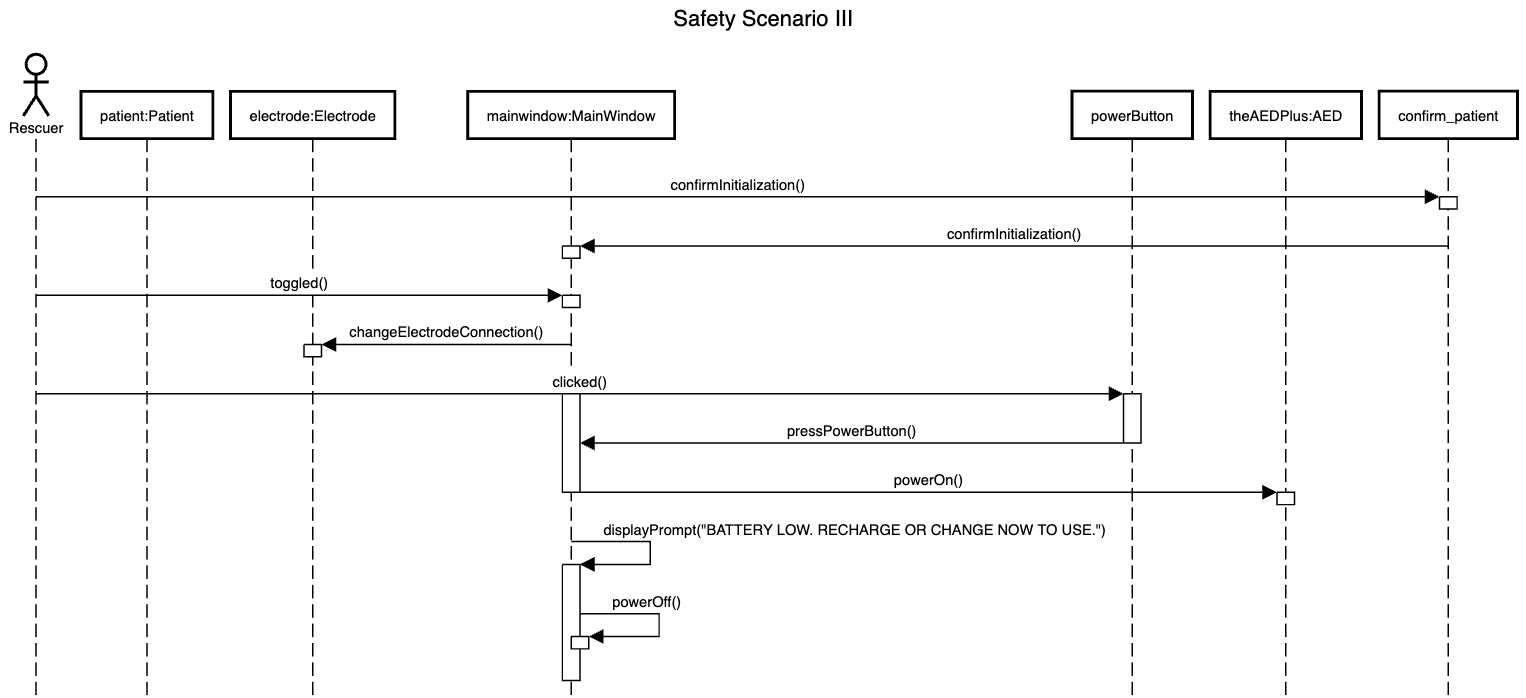 Safety Scenario III
Rescuer
patient:Patient
electrode:Electrode
mainwindow:MainWindow
powerButton
theAEDPlus:AED
confirm_patient
confirmInitialization()
confirmInitialization()
toggled()
changeElectrodeConnection()
clicked()
pressPowerButton()
powerOn()
displayPrompt("BATTERY LOW. RECHARGE OR CHANGE NOW TO USE.")
powerOff()